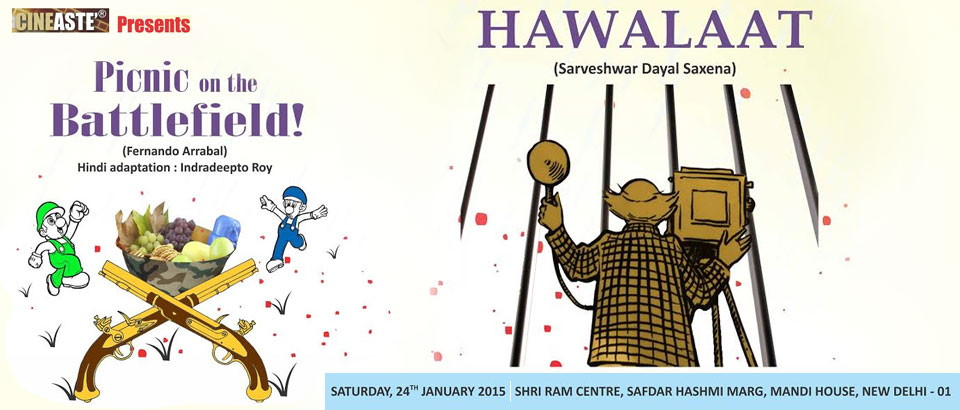 CINEASTE'® Presents
Picnic on the
Battlefield!
(Fernando Arrabal)
Hindi adaptation : Indradeepto Roy
HAWALAAT
(Sarveshwar Dayal Saxena)
SATURDAY, 24TH JANUARY 2015 | SHRI RAM CENTRE, SAFDAR HASHMI MARG, MANDI HOUSE, NEW DELHI - 01